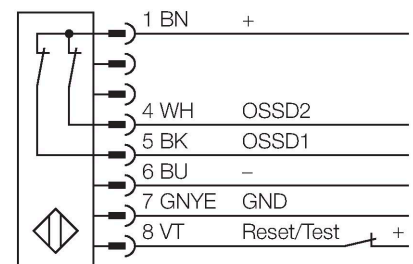 1 BN +
4 WH OSSD2
5 BK OSSD1
6 BU –
7 GNYE GND
8 VT Reset/Test +